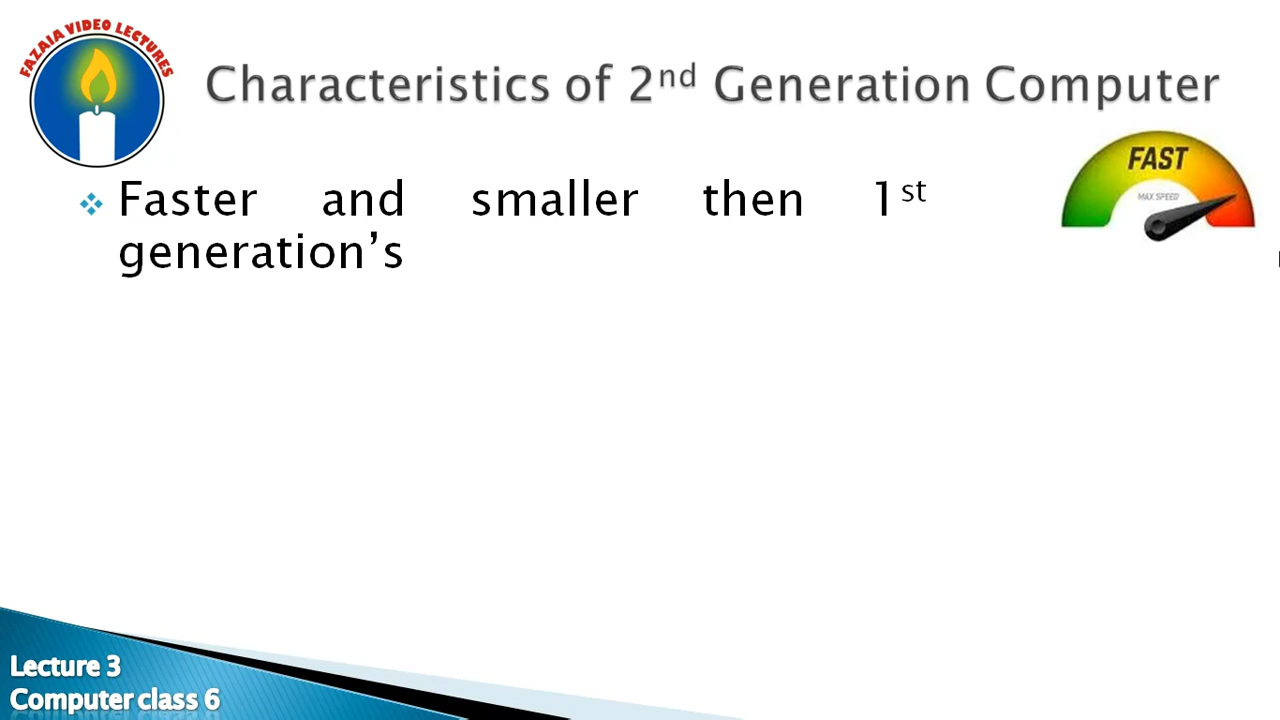 FAZAIA VIDEO LECTURES
Characteristics of 2nd Generation Computer
FAST
MAX SPEED
Faster and smaller then 1st
generation’s
Lecture 3
Computer class 6